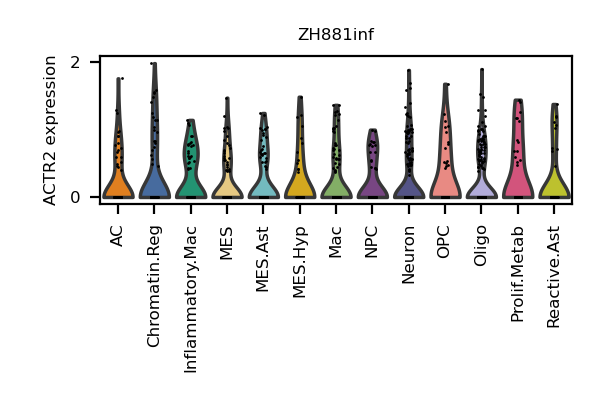 ZH881inf
ACTR2 expression
2
0
AC
Chromatin.Reg
Inflammatory.Mac
MES
MES.Ast
MES.Hyp
Mac
NPC
Neuron
OPC
Oligo
Prolif.Metab
Reactive.Ast